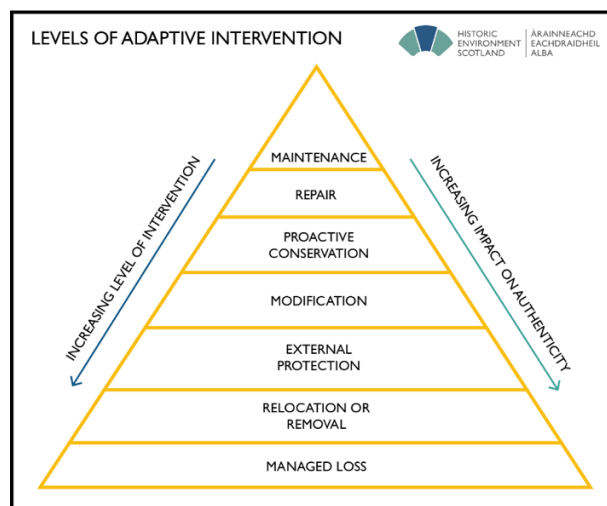 LEVELS OF ADAPTIVE INTERVENTION
HISTORIC
ENVIRONMENT
SCOTLAND
ÀRAINNEACHD
EACHDRAIDHEIL
ALBA
MAINTENANCE
REPAIR
PROACTIVE
CONSERVATION
MODIFICATION
EXTERNAL
PROTECTION
RELOCATION OR
REMOVAL
MANAGED LOSS
INCREASING LEVEL OF INTERVENTION
INCREASING IMPACT ON AUTHENTICITY